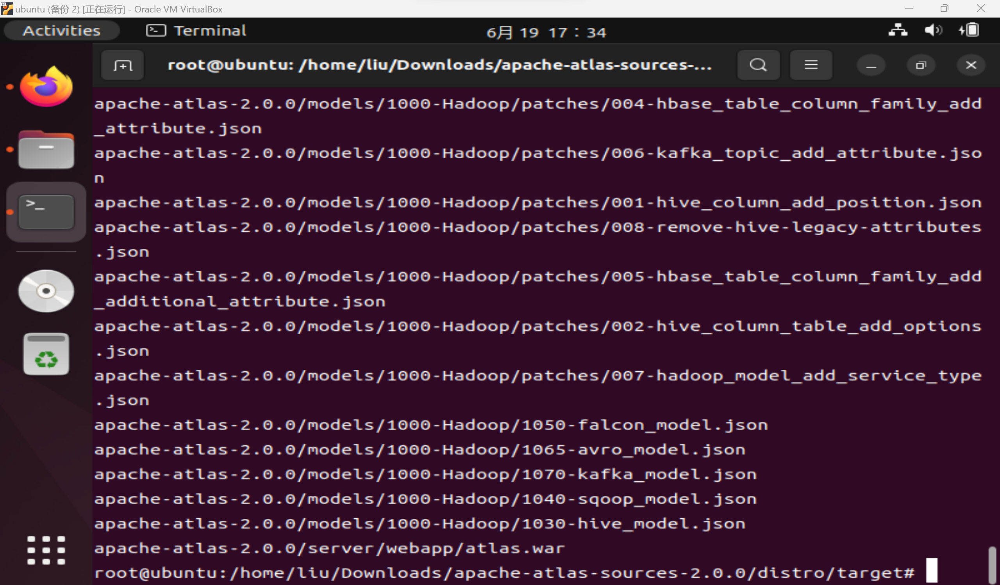 ubuntu (备份 2) [正在运行] - Oracle VM VirtualBox
Activities
Terminal
6月 19 17：34
root@ubuntu: /home/liu/Downloads/apache-atlas-sources-...
apache-atlas-2.0.0/models/1000-Hadoop/patches/004-hbase_table_column_family_add
_attribute.json
apache-atlas-2.0.0/models/1000-Hadoop/patches/006-kafka_topic_add_attribute.jso
n
apache-atlas-2.0.0/models/1000-Hadoop/patches/001-hive_column_add_position.json
apache-atlas-2.0.0/models/1000-Hadoop/patches/008-remove-hive-legacy-attributes
.json
apache-atlas-2.0.0/models/1000-Hadoop/patches/005-hbase_table_column_family_add
_additional_attribute.json
apache-atlas-2.0.0/models/1000-Hadoop/patches/002-hive_column_table_add_options
.json
apache-atlas-2.0.0/models/1000-Hadoop/patches/007-hadoop_model_add_service_type
.json
apache-atlas-2.0.0/models/1000-Hadoop/1050-falcon_model.json
apache-atlas-2.0.0/models/1000-Hadoop/1065-avro_model.json
apache-atlas-2.0.0/models/1000-Hadoop/1070-kafka_model.json
apache-atlas-2.0.0/models/1000-Hadoop/1040-sqoop_model.json
apache-atlas-2.0.0/models/1000-Hadoop/1030-hive_model.json
apache-atlas-2.0.0/server/webapp/atlas.war
root@ubuntu:/home/liu/Downloads/apache-atlas-sources-2.0.0/distro/target#